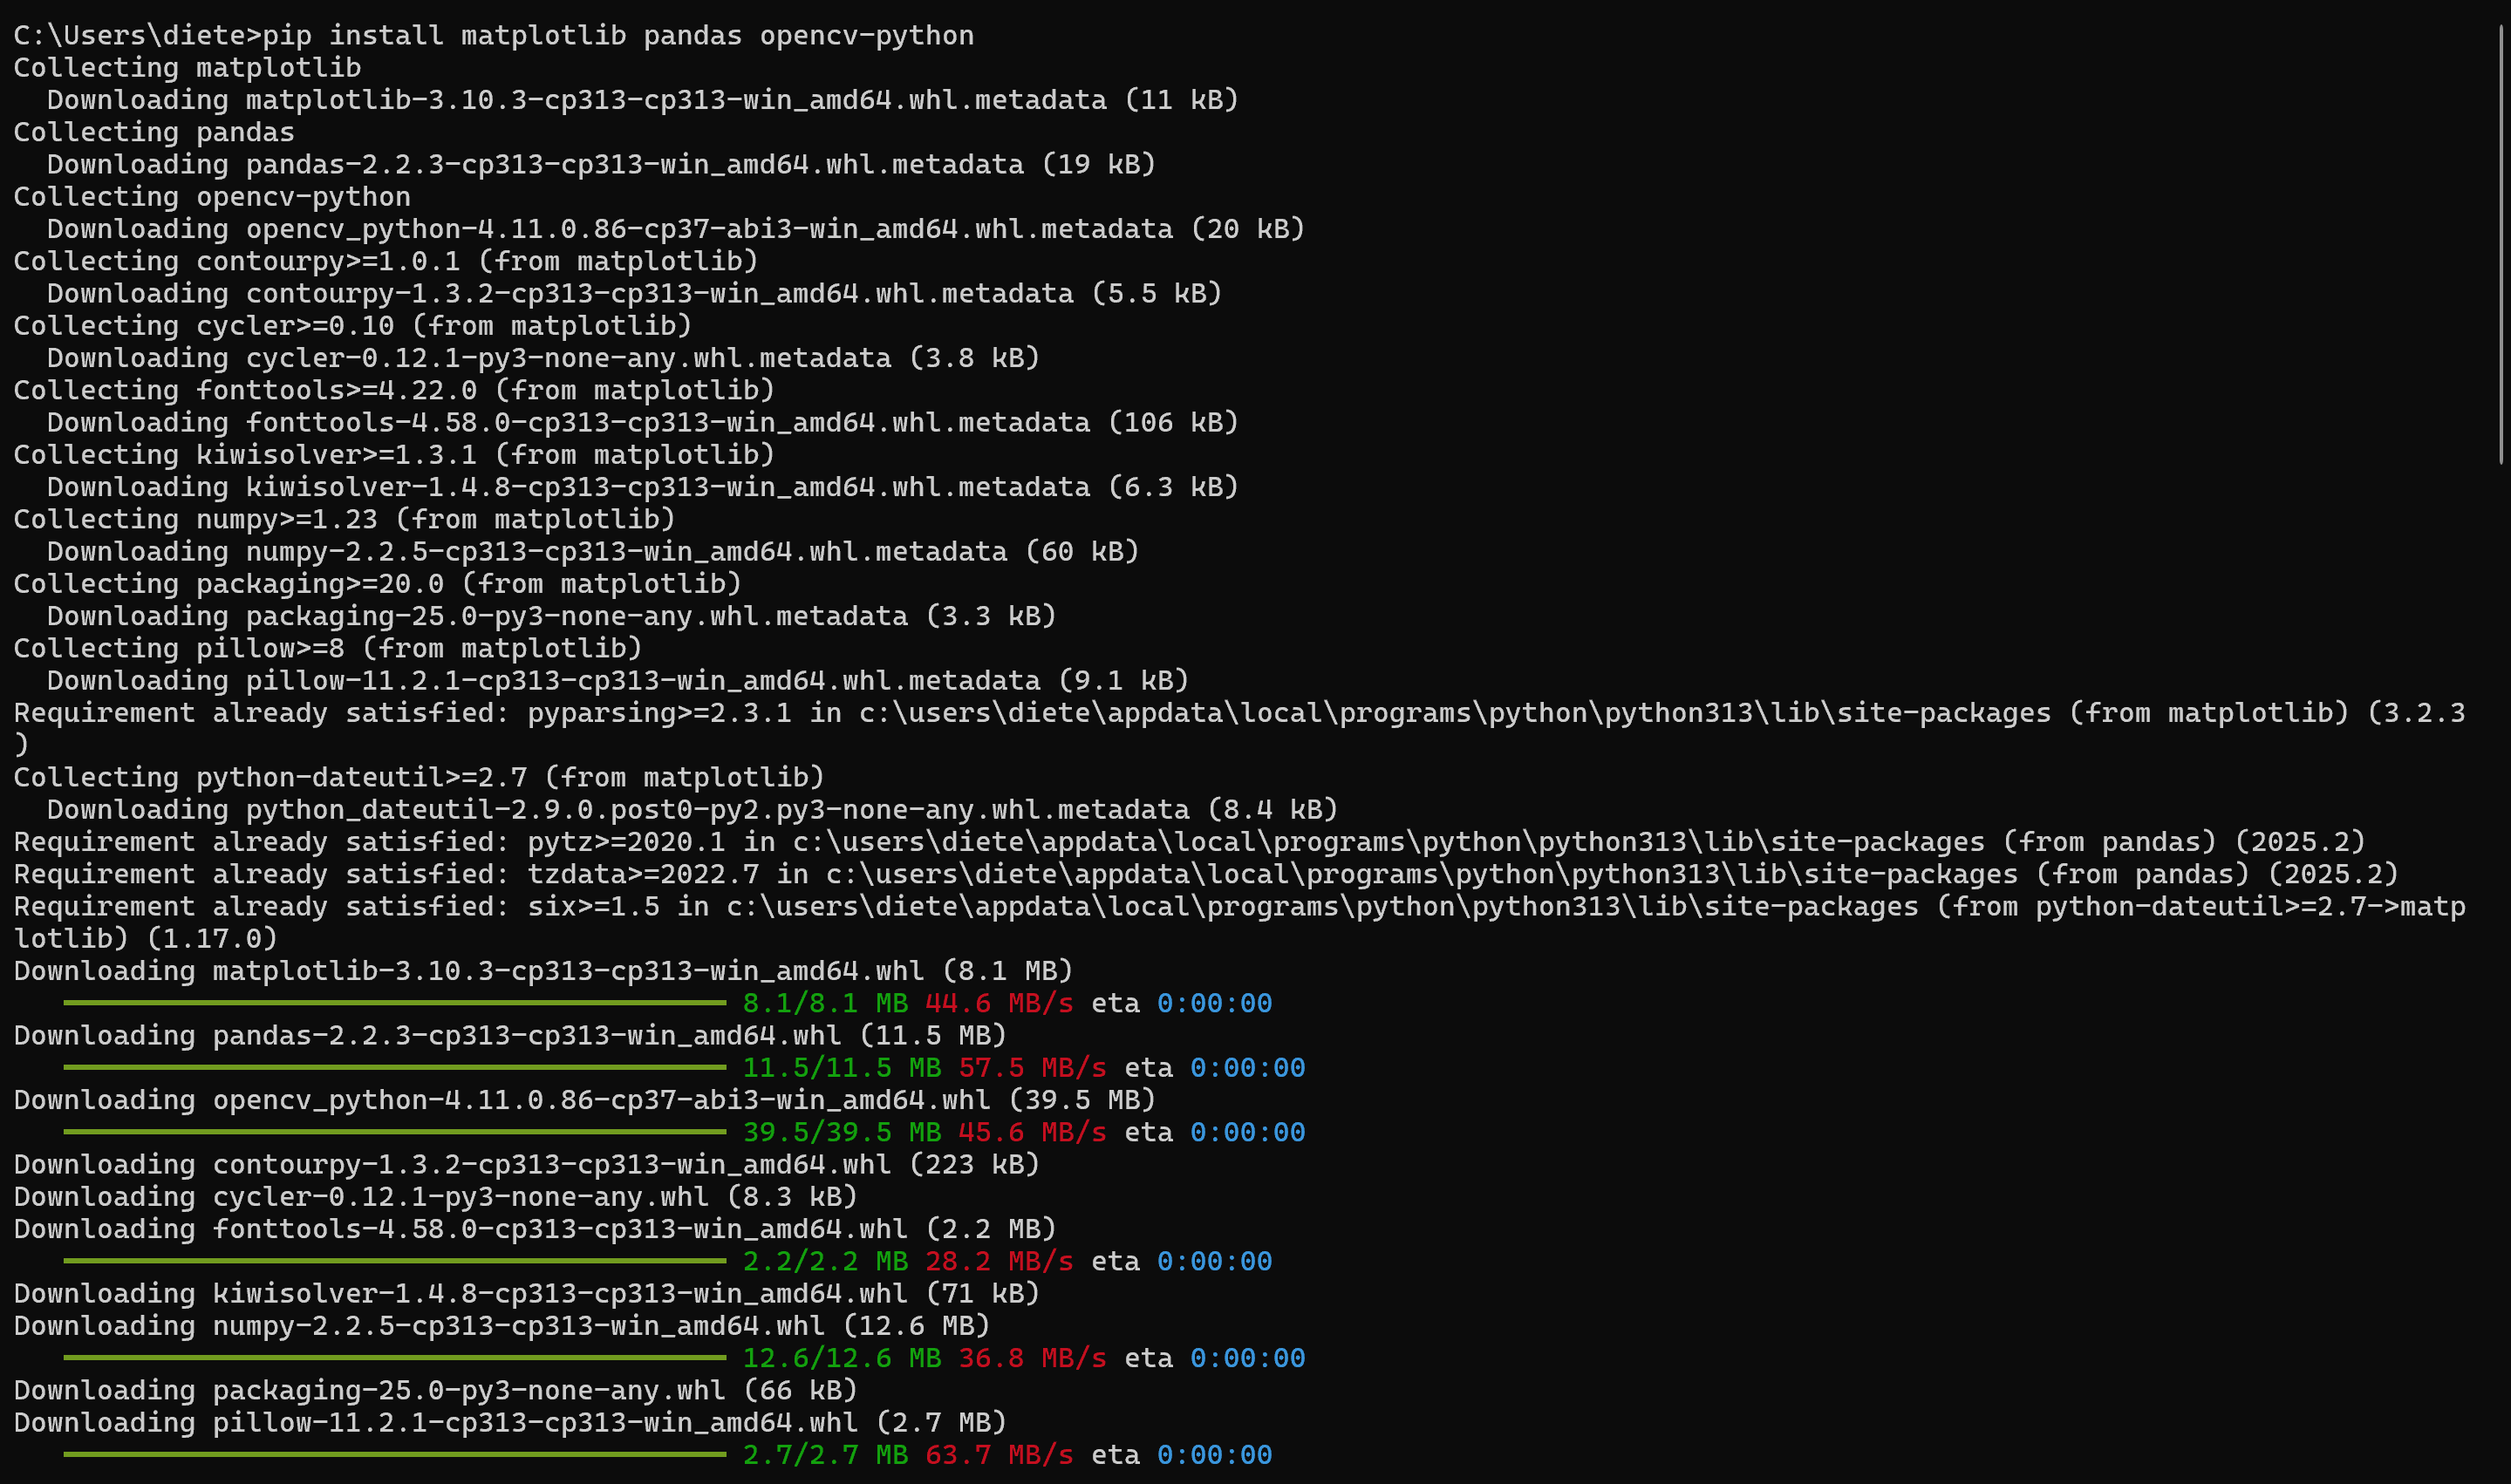 C:\Users\diete>pip install matplotlib pandas opencv-python
Collecting matplotlib
  Downloading matplotlib-3.10.3-cp313-cp313-win_amd64.whl.metadata (11 kB)
Collecting pandas
  Downloading pandas-2.2.3-cp313-cp313-win_amd64.whl.metadata (19 kB)
Collecting opencv-python
  Downloading opencv_python-4.11.0.86-cp37-abi3-win_amd64.whl.metadata (20 kB)
Collecting contourpy>=1.0.1 (from matplotlib)
  Downloading contourpy-1.3.2-cp313-cp313-win_amd64.whl.metadata (5.5 kB)
Collecting cycler>=0.10 (from matplotlib)
  Downloading cycler-0.12.1-py3-none-any.whl.metadata (3.8 kB)
Collecting fonttools>=4.22.0 (from matplotlib)
  Downloading fonttools-4.58.0-cp313-cp313-win_amd64.whl.metadata (106 kB)
Collecting kiwisolver>=1.3.1 (from matplotlib)
  Downloading kiwisolver-1.4.8-cp313-cp313-win_amd64.whl.metadata (6.3 kB)
Collecting numpy>=1.23 (from matplotlib)
  Downloading numpy-2.2.5-cp313-cp313-win_amd64.whl.metadata (60 kB)
Collecting packaging>=20.0 (from matplotlib)
  Downloading packaging-25.0-py3-none-any.whl.metadata (3.3 kB)
Collecting pillow>=8 (from matplotlib)
  Downloading pillow-11.2.1-cp313-cp313-win_amd64.whl.metadata (9.1 kB)
Requirement already satisfied: pyparsing>=2.3.1 in c:\users\diete\appdata\local\programs\python\python313\lib\site-packages (from matplotlib) (3.2.3
)
Collecting python-dateutil>=2.7 (from matplotlib)
  Downloading python_dateutil-2.9.0.post0-py2.py3-none-any.whl.metadata (8.4 kB)
Requirement already satisfied: pytz>=2020.1 in c:\users\diete\appdata\local\programs\python\python313\lib\site-packages (from pandas) (2025.2)
Requirement already satisfied: tzdata>=2022.7 in c:\users\diete\appdata\local\programs\python\python313\lib\site-packages (from pandas) (2025.2)
Requirement already satisfied: six>=1.5 in c:\users\diete\appdata\local\programs\python\python313\lib\site-packages (from python-dateutil>=2.7->matp
lotlib) (1.17.0)
Downloading matplotlib-3.10.3-cp313-cp313-win_amd64.whl (8.1 MB)
8.1/8.1 MB 44.6 MB/s eta 0:00:00
Downloading pandas-2.2.3-cp313-cp313-win_amd64.whl (11.5 MB)
11.5/11.5 MB 57.5 MB/s eta 0:00:00
Downloading opencv_python-4.11.0.86-cp37-abi3-win_amd64.whl (39.5 MB)
39.5/39.5 MB 45.6 MB/s eta 0:00:00
Downloading contourpy-1.3.2-cp313-cp313-win_amd64.whl (223 kB)
Downloading cycler-0.12.1-py3-none-any.whl (8.3 kB)
Downloading fonttools-4.58.0-cp313-cp313-win_amd64.whl (2.2 MB)
2.2/2.2 MB 28.2 MB/s eta 0:00:00
Downloading kiwisolver-1.4.8-cp313-cp313-win_amd64.whl (71 kB)
Downloading numpy-2.2.5-cp313-cp313-win_amd64.whl (12.6 MB)
12.6/12.6 MB 36.8 MB/s eta 0:00:00
Downloading packaging-25.0-py3-none-any.whl (66 kB)
Downloading pillow-11.2.1-cp313-cp313-win_amd64.whl (2.7 MB)
2.7/2.7 MB 63.7 MB/s eta 0:00:00